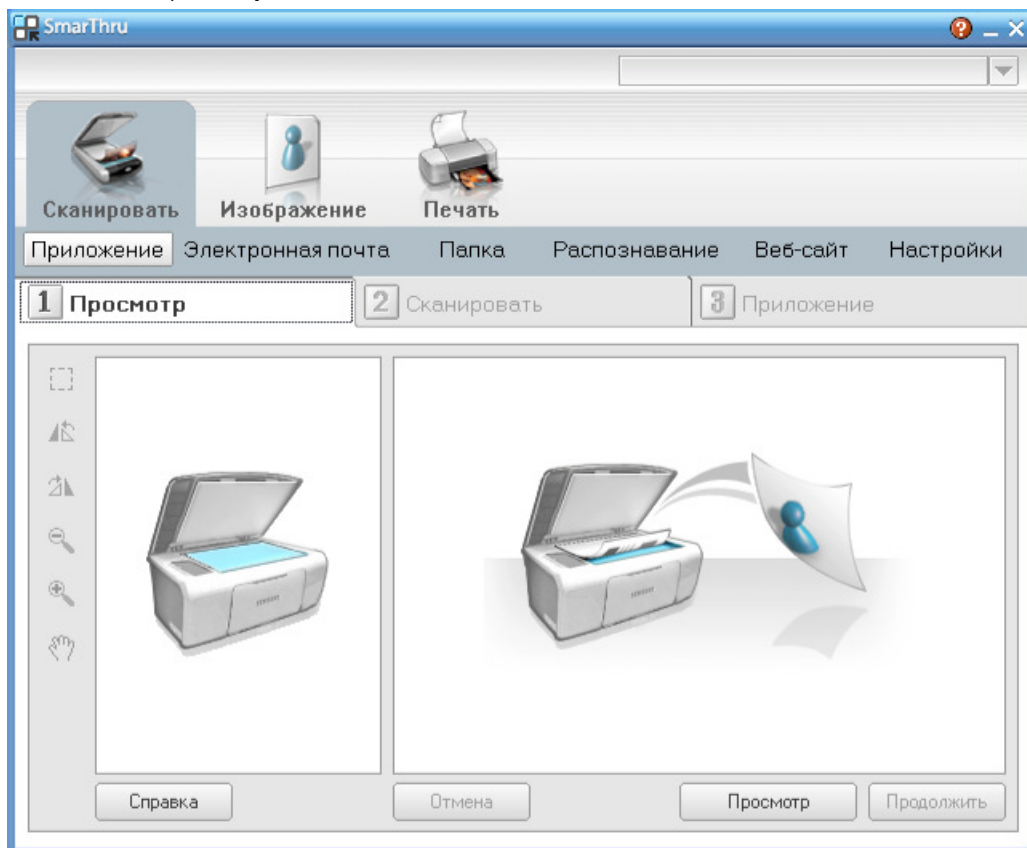 SmarThru
Сканировать Изображение Печать
Приложение Электронная почта Папка Распознавание Веб-сайт Настройки
1 Просмотр 2 Сканировать 3 Приложение
Справка Отмена Просмотр Продолжить